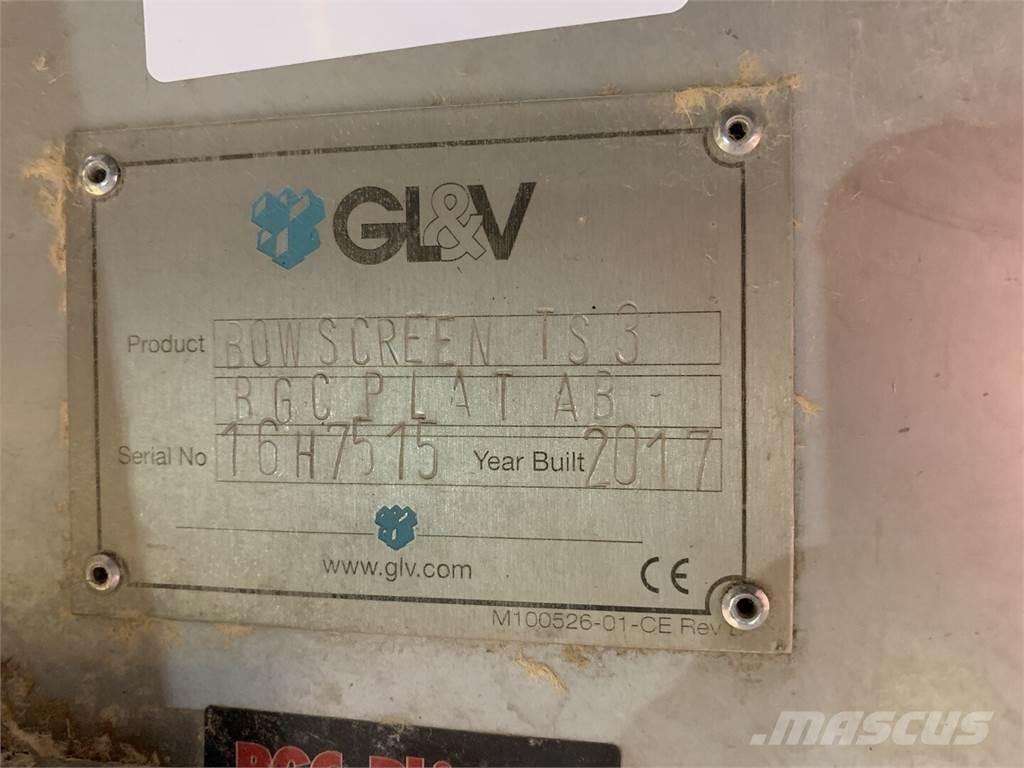 GL&V
Product BOWSCREEN TS 3
BGC PLAT AB -
Serial No 16H7515 Year Built 2017
www.glv.com
CE
M100526-01-CE Rev
BGC
MASCUS